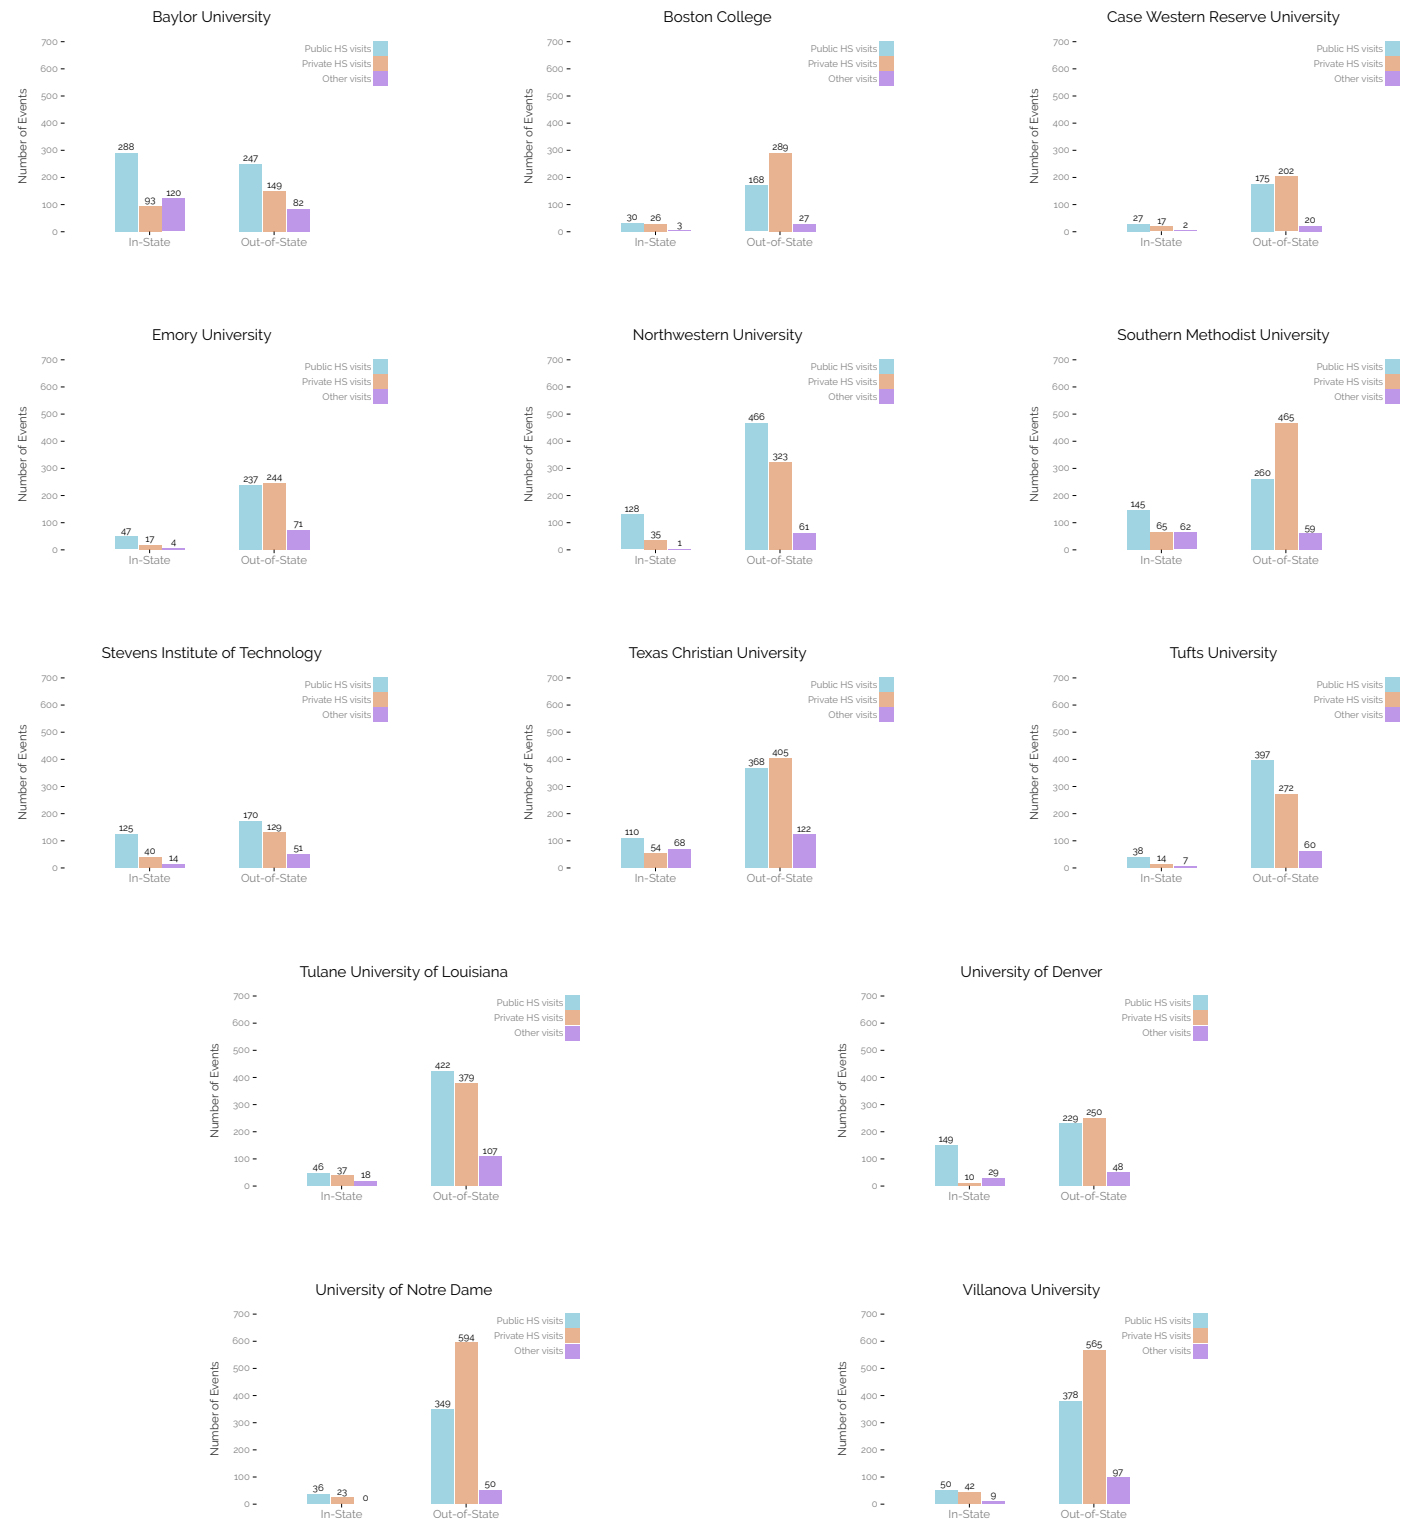 Baylor University
Number of Events
700
600
500
400
300
200
100
0
Public HS visits
Private HS visits
Other visits
288
93
120
247
149
82
In-State
Out-of-State
Boston College
Number of Events
700
600
500
400
300
200
100
0
Public HS visits
Private HS visits
Other visits
30
26
3
168
289
27
In-State
Out-of-State
Case Western Reserve University
Number of Events
700
600
500
400
300
200
100
0
Public HS visits
Private HS visits
Other visits
27
17
2
175
202
20
In-State
Out-of-State
Emory University
Number of Events
700
600
500
400
300
200
100
0
Public HS visits
Private HS visits
Other visits
47
17
4
237
244
71
In-State
Out-of-State
Northwestern University
Number of Events
700
600
500
400
300
200
100
0
Public HS visits
Private HS visits
Other visits
128
35
1
466
323
61
In-State
Out-of-State
Southern Methodist University
Number of Events
700
600
500
400
300
200
100
0
Public HS visits
Private HS visits
Other visits
145
65
62
260
465
59
In-State
Out-of-State
Stevens Institute of Technology
Number of Events
700
600
500
400
300
200
100
0
Public HS visits
Private HS visits
Other visits
125
40
14
170
129
51
In-State
Out-of-State
Texas Christian University
Number of Events
700
600
500
400
300
200
100
0
Public HS visits
Private HS visits
Other visits
110
54
68
368
405
122
In-State
Out-of-State
Tufts University
Number of Events
700
600
500
400
300
200
100
0
Public HS visits
Private HS visits
Other visits
38
14
7
397
272
60
In-State
Out-of-State
Tulane University of Louisiana
Number of Events
700
600
500
400
300
200
100
0
Public HS visits
Private HS visits
Other visits
46
37
18
422
379
107
In-State
Out-of-State
University of Denver
Number of Events
700
600
500
400
300
200
100
0
Public HS visits
Private HS visits
Other visits
149
10
29
229
250
48
In-State
Out-of-State
University of Notre Dame
Number of Events
700
600
500
400
300
200
100
0
Public HS visits
Private HS visits
Other visits
36
23
0
349
594
50
In-State
Out-of-State
Villanova University
Number of Events
700
600
500
400
300
200
100
0
Public HS visits
Private HS visits
Other visits
50
42
9
378
565
97
In-State
Out-of-State